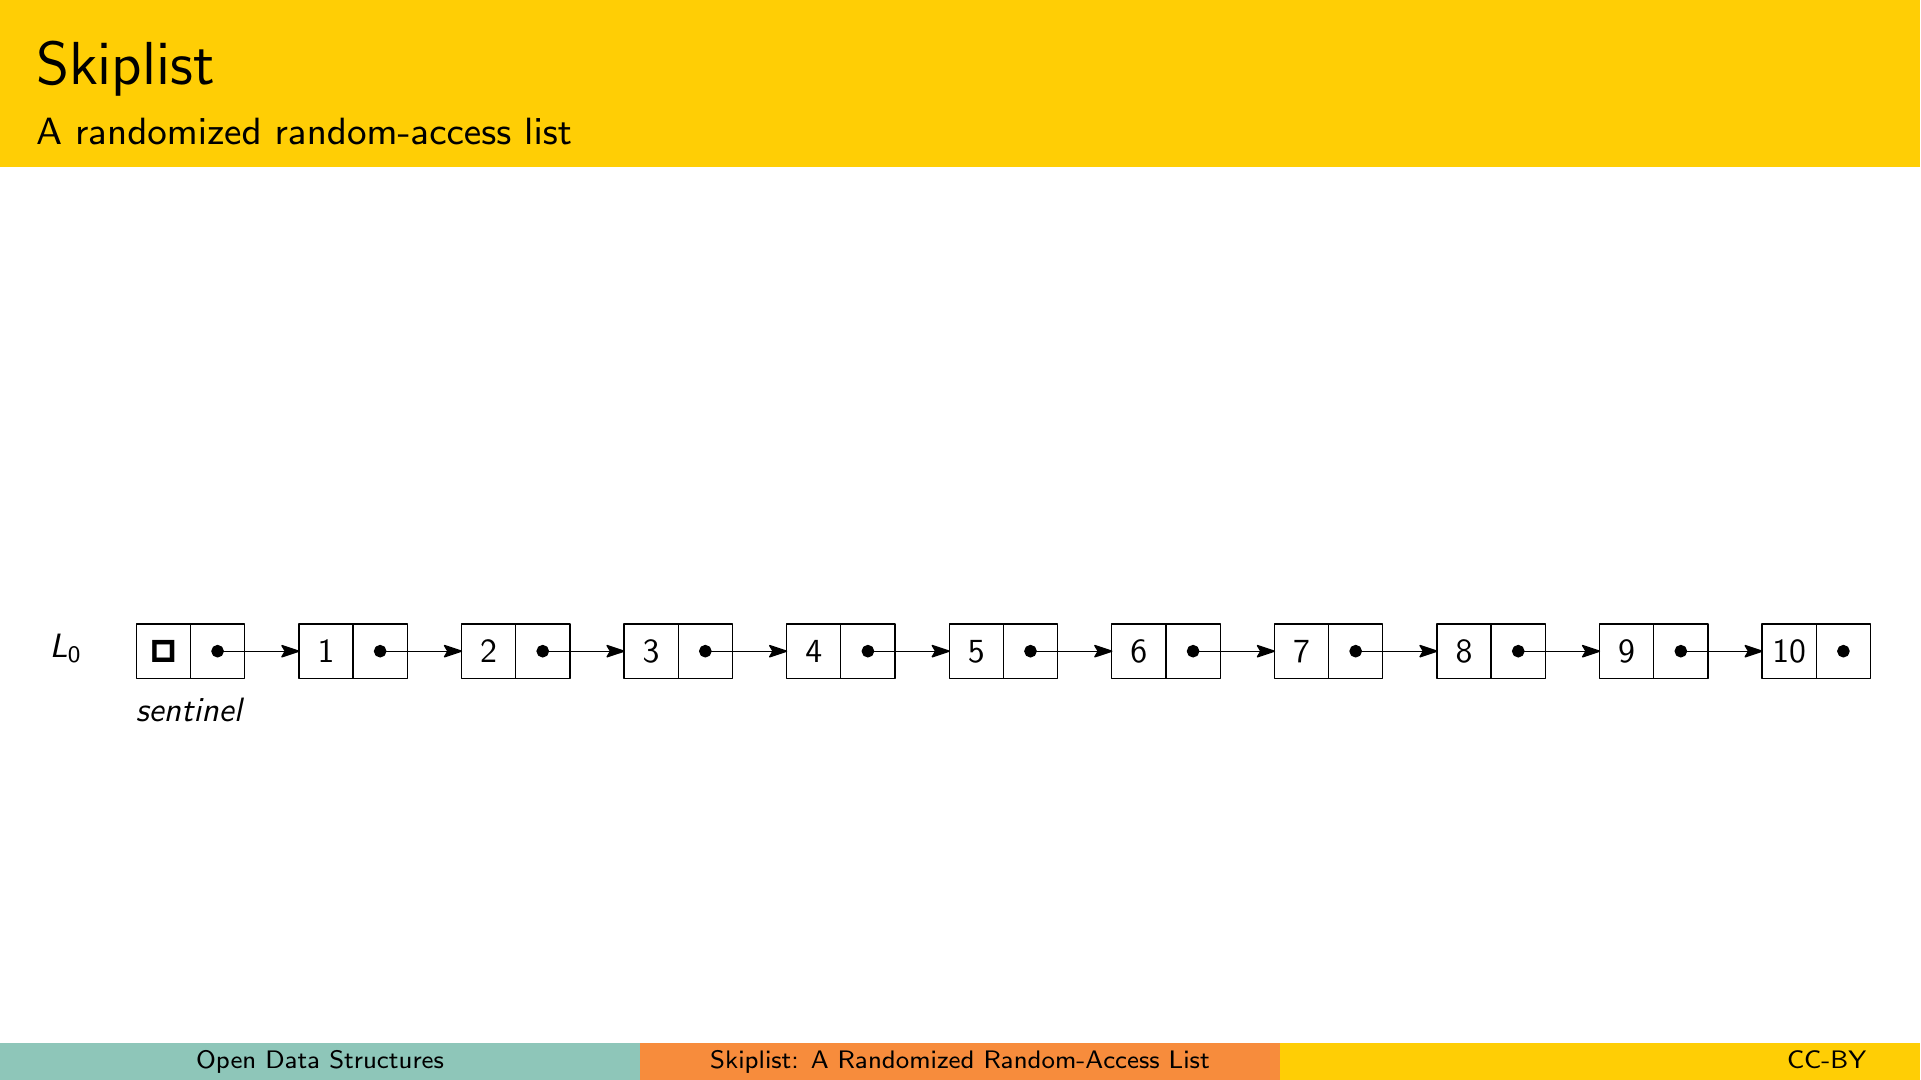 Skiplist
A randomized random-access list
L₀ 1 2 3 4 5 6 7 8 9 10
sentinel
Open Data Structures Skiplist: A Randomized Random-Access List CC-BY